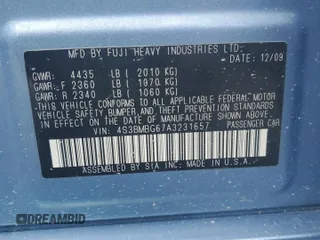 MFD BY FUJI HEAVY INDUSTRIES LTD.
DATE 12/09
GVWR: 4435 LB ( 2010 KG)
GAWR: F 2360 LB ( 1070 KG)
GAWR: R 2340 LB ( 1060 KG)
THIS VEHICLE CONFORMS TO ALL APPLICABLE FEDERAL MOTOR VEHICLE SAFETY, BUMPER, AND THEFT PREVENTION STANDARDS
IN EFFECT ON THE DATE OF MANUFACTURE SHOWN ABOVE.
VIN: 4S3BMBG67A3231657 PASSENGER CAR
ASSEMBLED BY SIA INC. MADE IN U.S.A.
DREAMBID